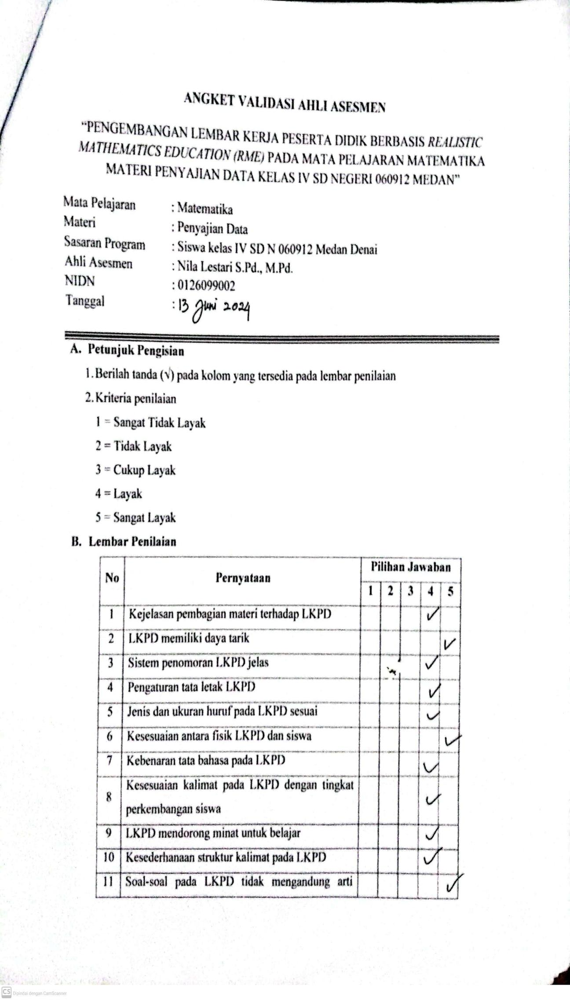 ANGKET VALIDASI AHLI ASESMEN
“PENGEMBANGAN LEMBAR KERJA PESERTA DIDIK BERBASIS REALISTIC
MATHEMATICS EDUCATION (RME) PADA MATA PELAJARAN MATEMATIKA
MATERI PENYAJIAN DATA KELAS IV SD NEGERI 060912 MEDAN”
Mata Pelajaran : Matematika
Materi : Penyajian Data
Sasaran Program : Siswa kelas IV SD N 060912 Medan Denai
Ahli Asesmen : Nila Lestari S.Pd., M.Pd.
NIDN : 0126099002
Tanggal : 13 Juni 2024
A. Petunjuk Pengisian
1. Berilah tanda (√) pada kolom yang tersedia pada lembar penilaian
2. Kriteria penilaian
1 = Sangat Tidak Layak
2 = Tidak Layak
3 = Cukup Layak
4 = Layak
5 = Sangat Layak
B. Lembar Penilaian
No Pernyataan Pilihan Jawaban
1 2 3 4 5
1 Kejelasan pembagian materi terhadap LKPD ✓
2 LKPD memiliki daya tarik ✓
3 Sistem penomoran LKPD jelas ✓
4 Pengaturan tata letak LKPD ✓
5 Jenis dan ukuran huruf pada LKPD sesuai ✓
6 Kesesuaian antara fisik LKPD dan siswa ✓
7 Kebenaran tata bahasa pada LKPD ✓
8 Kesesuaian kalimat pada LKPD dengan tingkat
perkembangan siswa ✓
9 LKPD mendorong minat untuk belajar ✓
10 Kesederhanaan struktur kalimat pada LKPD ✓
11 Soal-soal pada LKPD tidak mengandung arti ✓
CS Dipindai dengan CamScanner